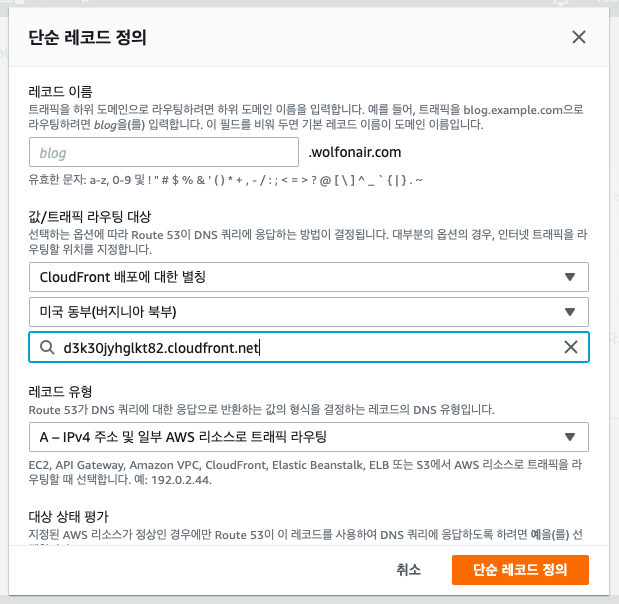 단순 레코드 정의
레코드 이름
트래픽을 하위 도메인으로 라우팅하려면 하위 도메인 이름을 입력합니다. 예를 들어, 트래픽을 blog.example.com으로
라우팅하려면 blog을(를) 입력합니다. 이 필드를 비워 두면 기본 레코드 이름이 도메인 이름입니다.
blog .wolfonair.com
유효한 문자: a-z, 0-9 및 ! " # $ % & ' ( ) * + , - / : ; < = > ? @ [ \ ] ^ _ ` { | } . ~
값/트래픽 라우팅 대상
선택하는 옵션에 따라 Route 53이 DNS 쿼리에 응답하는 방법이 결정됩니다. 대부분의 옵션의 경우, 인터넷 트래픽을 라
우팅할 위치를 지정합니다.
CloudFront 배포에 대한 별칭
미국 동부(버지니아 북부)
d3k30jyhglkt82.cloudfront.net
레코드 유형
Route 53가 DNS 쿼리에 대한 응답으로 반환하는 값의 형식을 결정하는 레코드의 DNS 유형입니다.
A – IPv4 주소 및 일부 AWS 리소스로 트래픽 라우팅
EC2, API Gateway, Amazon VPC, CloudFront, Elastic Beanstalk, ELB 또는 S3에서 AWS 리소스로 트래픽을 라
우팅할 때 선택합니다. 예: 192.0.2.44.
대상 상태 평가
지정된 AWS 리소스가 정상인 경우에만 Route 53이 이 레코드를 사용하여 DNS 쿼리에 응답하도록 하려면 예을(를) 선
취소
단순 레코드 정의